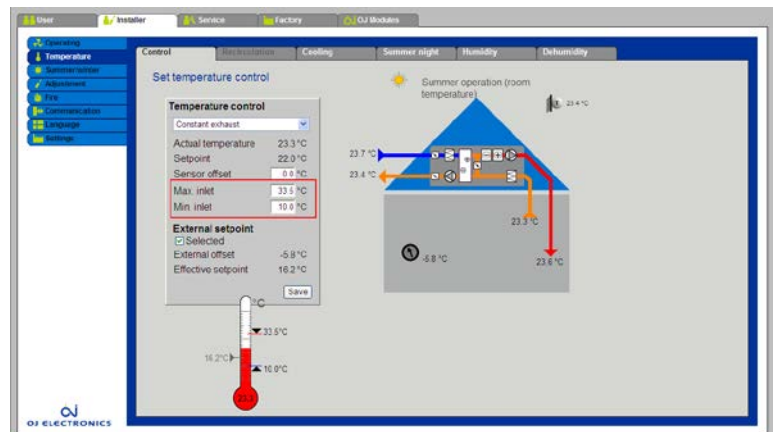 User
Installer
Service
Factory
OJ Modules
Operating
Temperature
Summer/winter
Adjustment
Fire
Communication
Language
Settings
Control
Recirculation
Cooling
Summer night
Humidity
Dehumidity
Set temperature control
Temperature control
Constant exhaust
Actual temperature 23.3 °C
Setpoint 22.0 °C
Sensor offset 0.0 °C
Max. inlet 33.5 °C
Min. inlet 10.0 °C
External setpoint
Selected
External offset -5.8 °C
Effective setpoint 16.2 °C
Save
°C
33.5°C
16.2°C
10.0°C
23.3
Summer operation (room
temperature)
23.4 °C
23.7 °C
23.4 °C
23.3 °C
-5.8 °C
23.6 °C
OJ
OJ ELECTRONICS